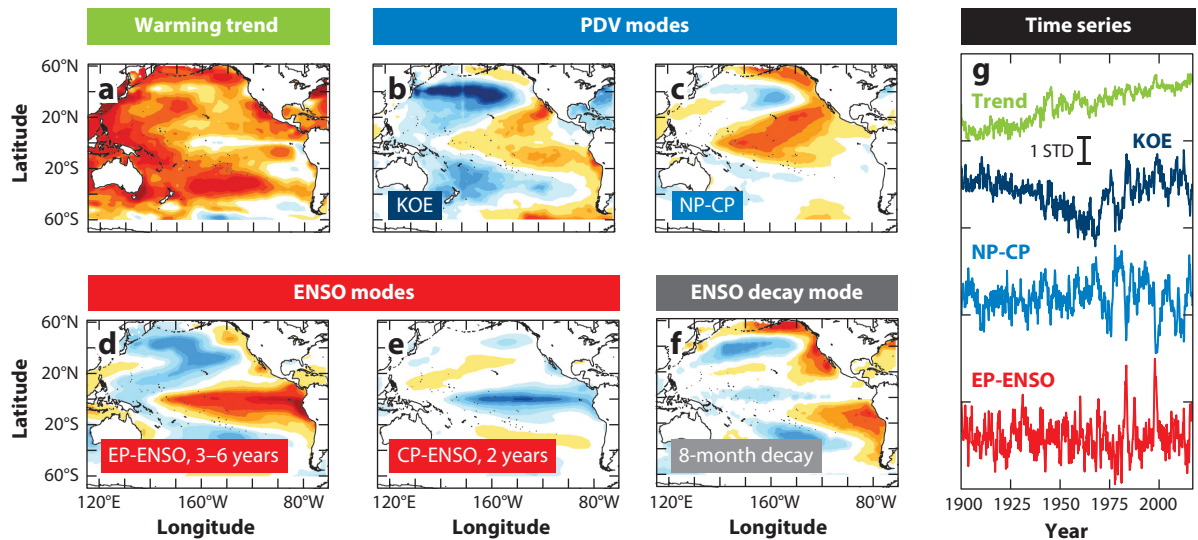 Warming trend
PDV modes
Time series
60°N
20°N
20°S
60°S
Latitude
a
b
KOE
c
NP-CP
g
Trend
1 STD
KOE
NP-CP
EP-ENSO
1900
1925
1950
1975
2000
Year
ENSO modes
ENSO decay mode
60°N
20°N
20°S
60°S
Latitude
d
EP-ENSO, 3–6 years
e
CP-ENSO, 2 years
f
8-month decay
120°E
160°W
80°W
120°E
160°W
80°W
120°E
160°W
80°W
Longitude
Longitude
Longitude